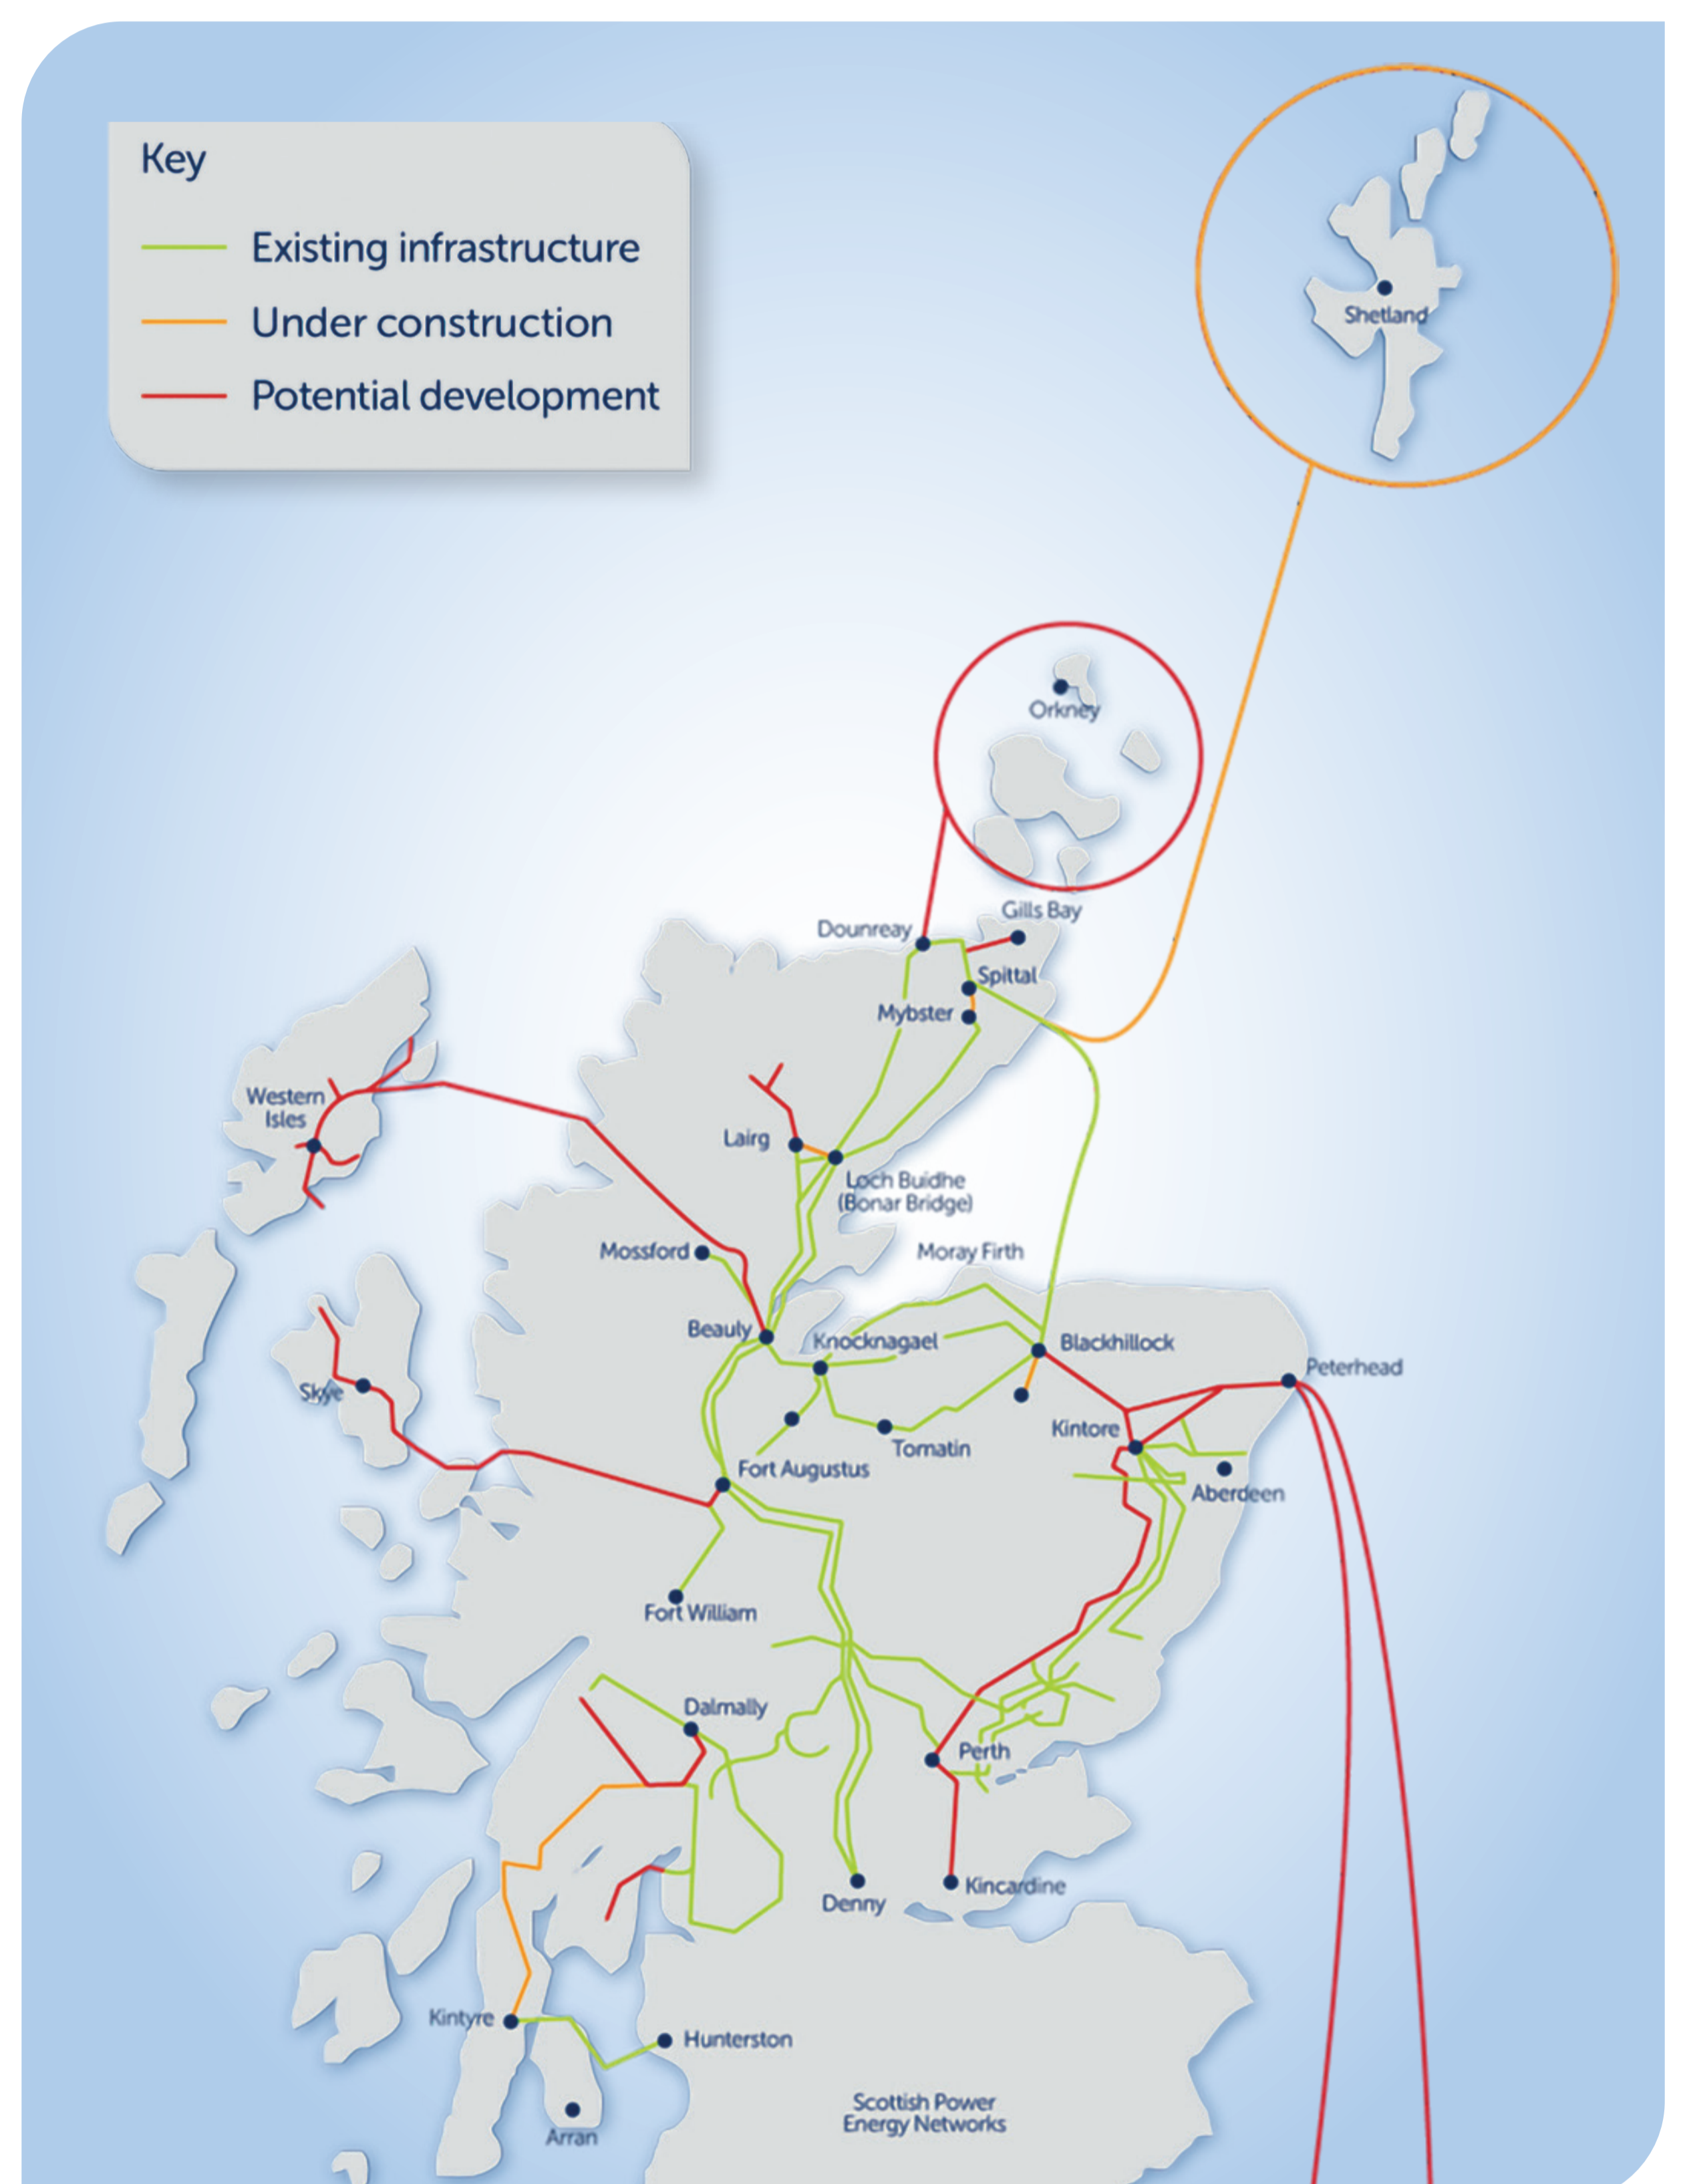 Key
Existing infrastructure
Under construction
Potential development
Shetland
Orkney
Gills Bay
Dounreay
Spittal
Mybster
Western
Isles
Lairg
Loch Buidhe
(Bonar Bridge)
Mossford
Moray Firth
Beauly
Knocknagael
Blackhillock
Peterhead
Skye
Kintore
Tomatin
Fort Augustus
Aberdeen
Fort William
Dalmally
Perth
Kincardine
Denny
Kintyre
Hunterston
Scottish Power
Energy Networks
Arran